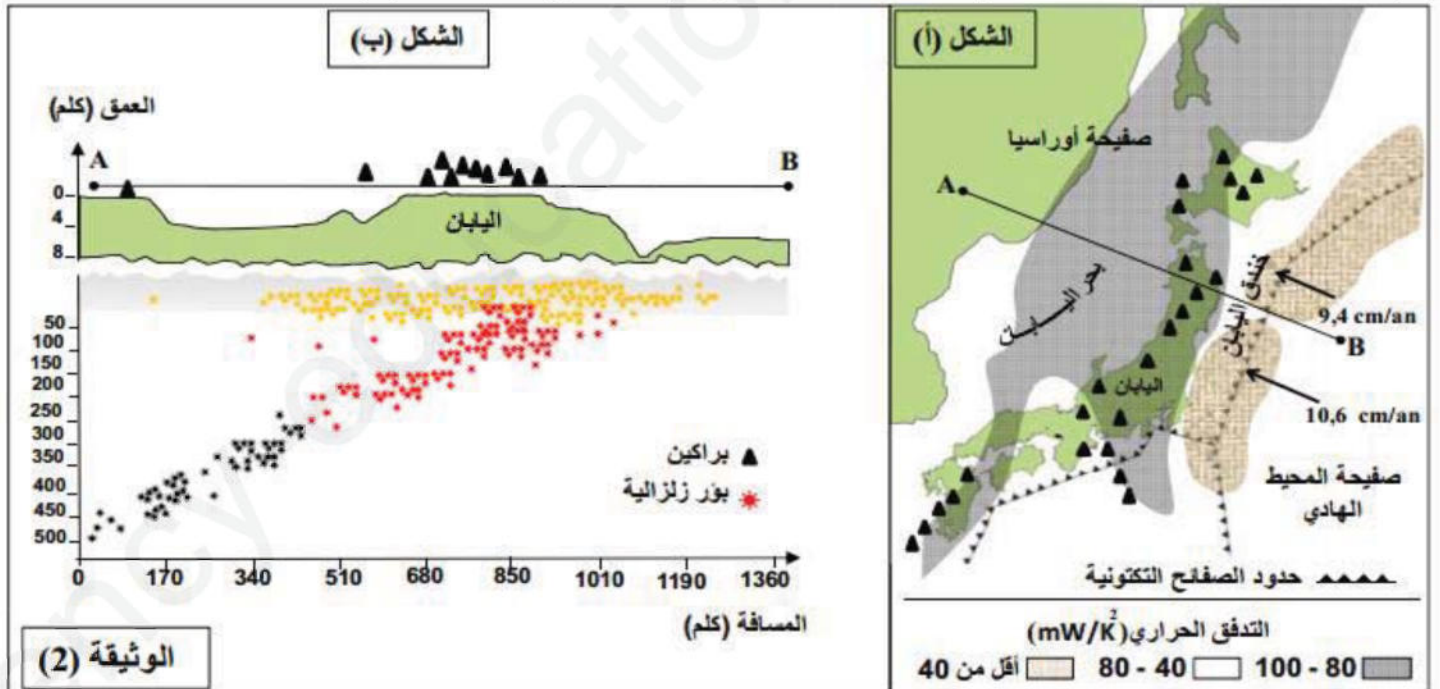 الشكل (أ)
صفيحة أوراسيا
A
بحر اليابان
خندق اليابان
9,4 cm/an
B
اليابان
10,6 cm/an
صفيحة المحيط
الهادي
حدود الصفائح التكتونية
التدفق الحراري(mW/K²)
80 - 100
40 - 80
أقل من 40
الشكل (ب)
العمق (كلم)
A
B
0
4
8
اليابان
50
100
150
200
250
300
350
400
450
500
براكين
بؤر زلزالية
0 170 340 510 680 850 1010 1190 1360
المسافة (كلم)
الوثيقة (2)